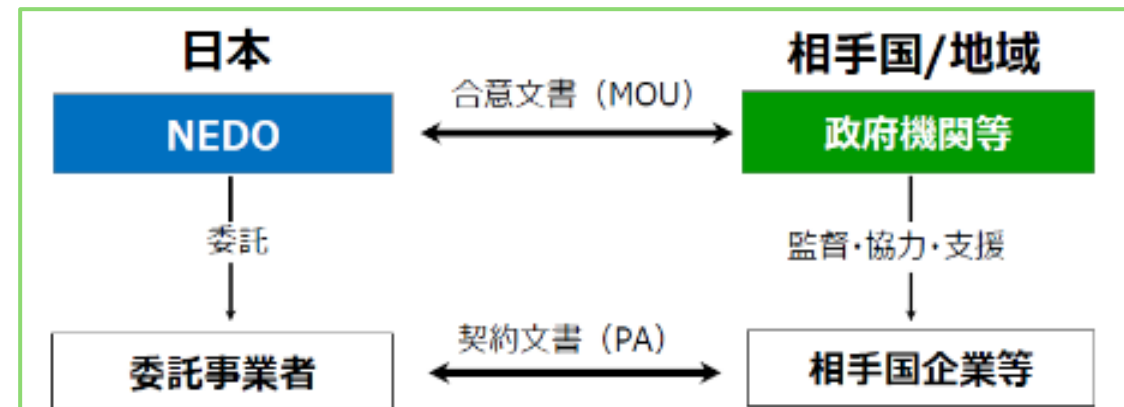 日本
相手国/地域
合意文書（MOU）
NEDO
政府機関等
委託
監督・協力・支援
契約文書（PA）
委託事業者
相手国企業等